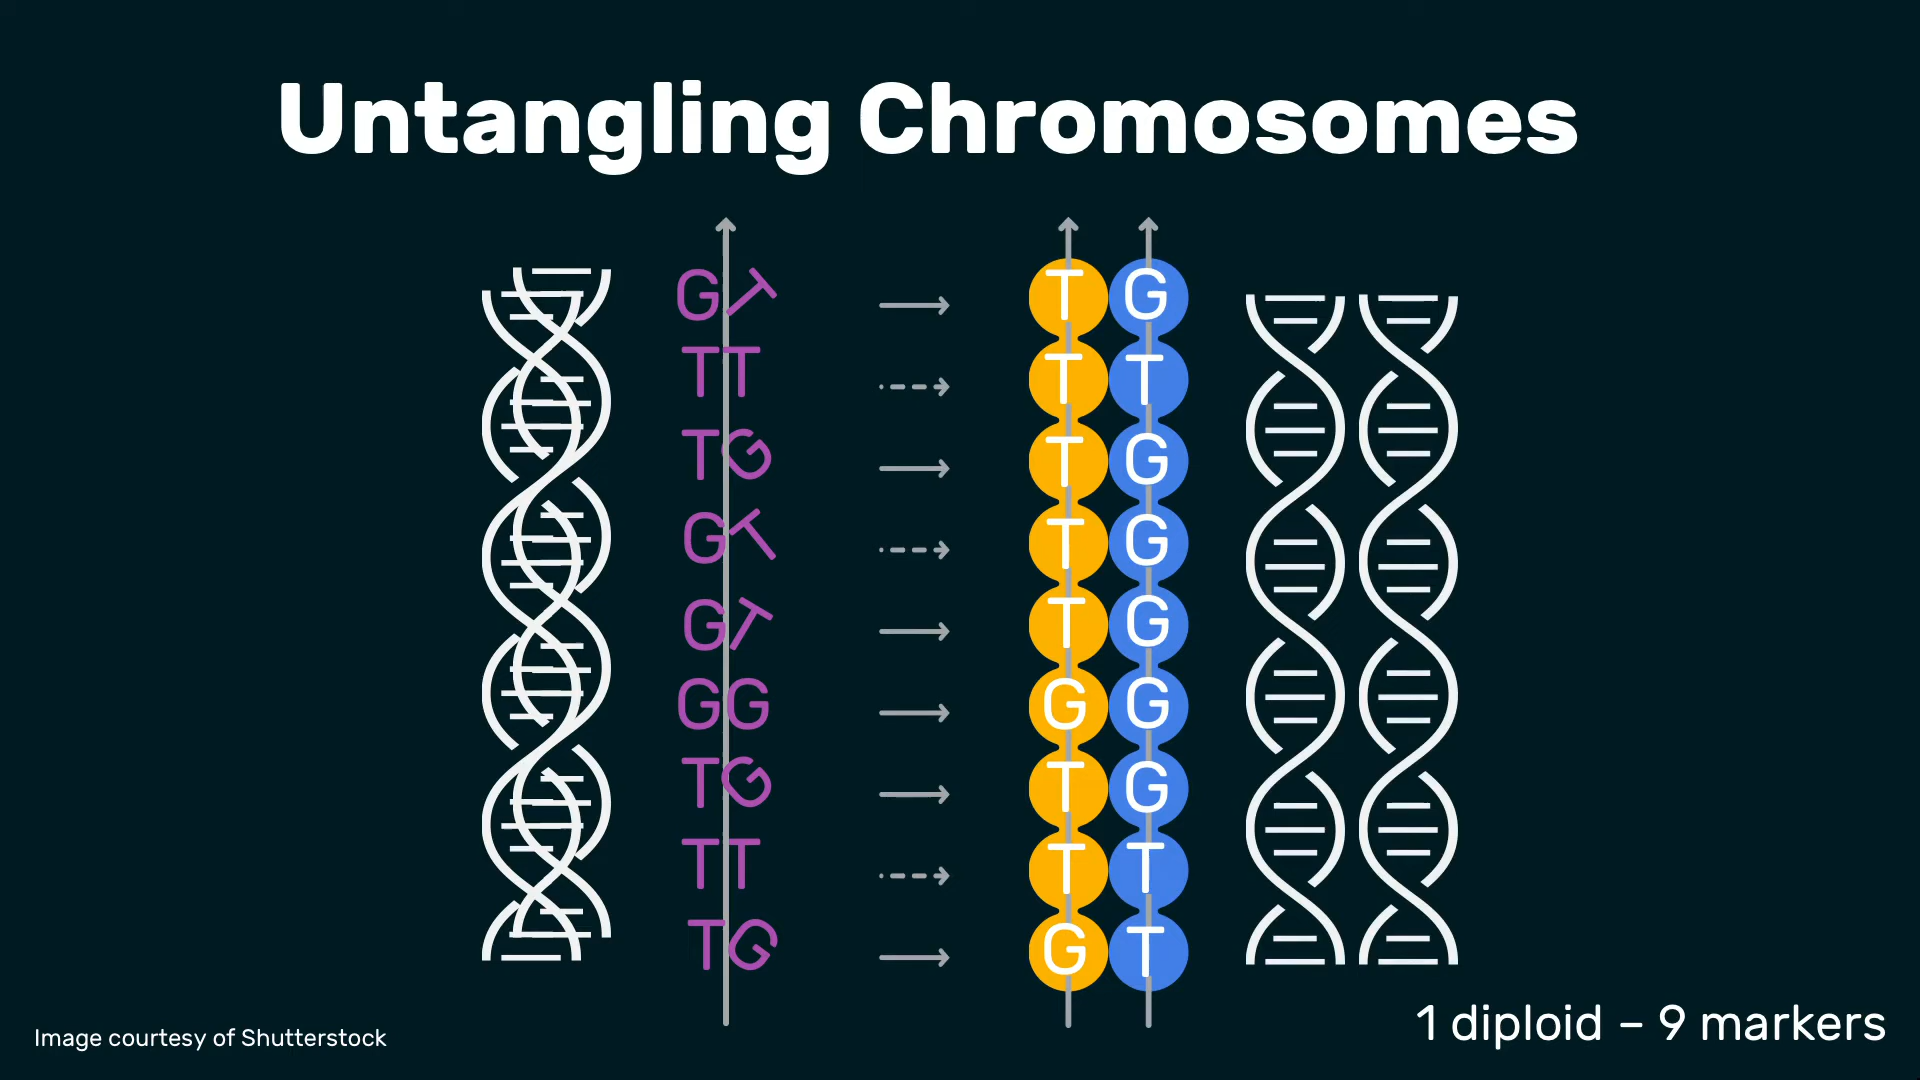 Untangling Chromosomes
GT T G
TT T T
TG T G
GT T G
GT T G
GG G G
TG T G
TT T T
TG G T
1 diploid – 9 markers
Image courtesy of Shutterstock